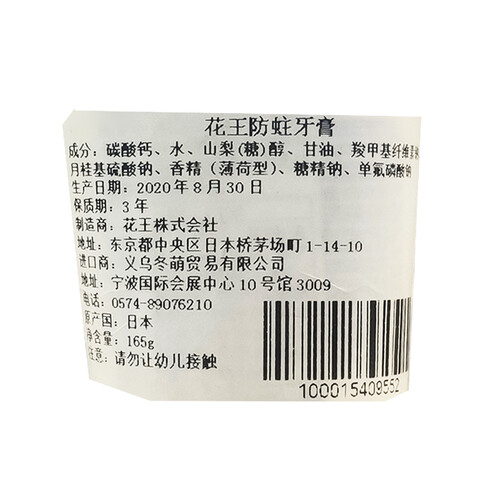 花王防蛀牙膏
成分：碳酸钙、水、山梨(糖)醇、甘油、羧甲基纤维素
月桂基硫酸钠、香精（薄荷型）、糖精钠、单氟磷酸钠
生产日期：2020年8月30日
保质期：3年
制造商：花王株式会社
地址：东京都中央区日本桥茅场町1-14-10
进口商：义乌冬萌贸易有限公司
地址：宁波国际会展中心10号馆3009
电话：0574-89076210
原产国：日本
净含量：165g
注意：请勿让幼儿接触
100015409552